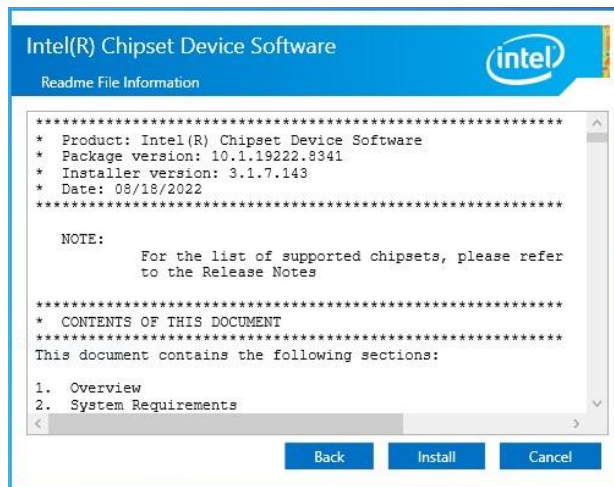 Intel(R) Chipset Device Software
intel
Readme File Information
************************************************************
*  Product: Intel(R) Chipset Device Software
*  Package version: 10.1.19222.8341
*  Installer version: 3.1.7.143
*  Date: 08/18/2022
************************************************************
NOTE:
For the list of supported chipsets, please refer
to the Release Notes
************************************************************
*  CONTENTS OF THIS DOCUMENT
************************************************************
This document contains the following sections:
1.  Overview
2.  System Requirements
Back Install Cancel